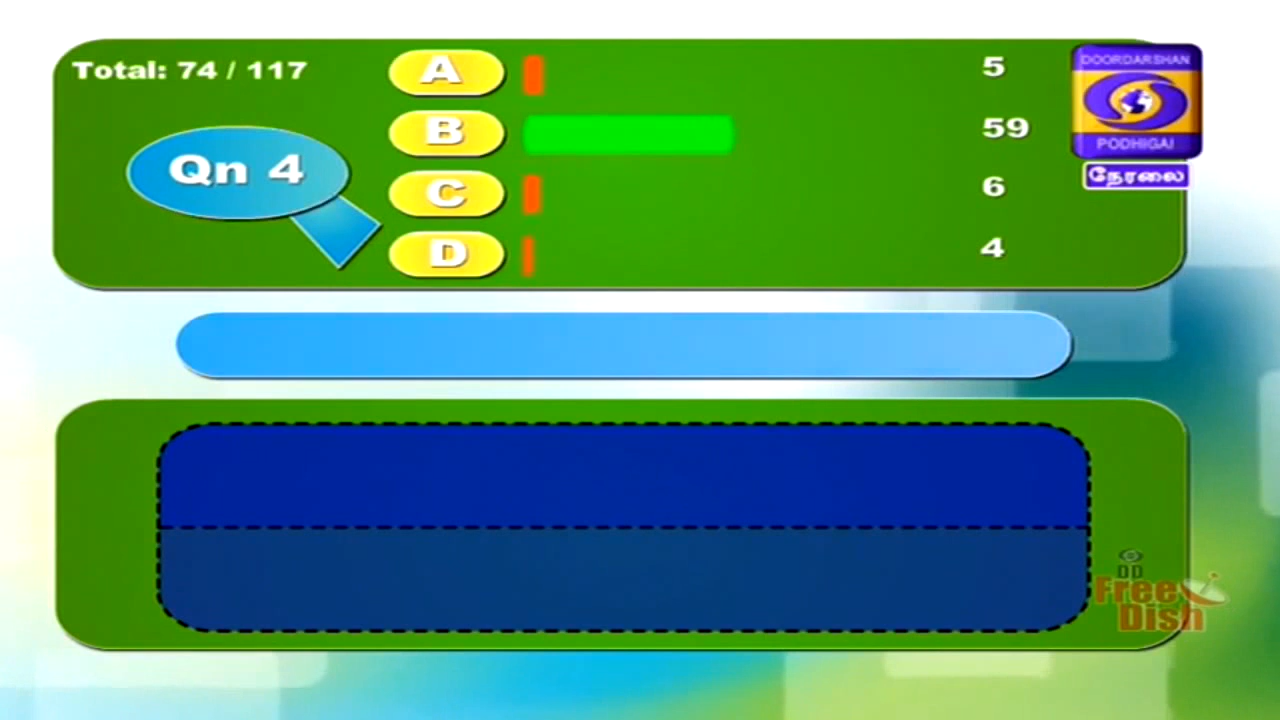 Total: 74 / 117
Qn 4
A 5
B 59
C 6
D 4
DOORDARSHAN
PODHIGAI
நேரலை
DD
Free
Dish